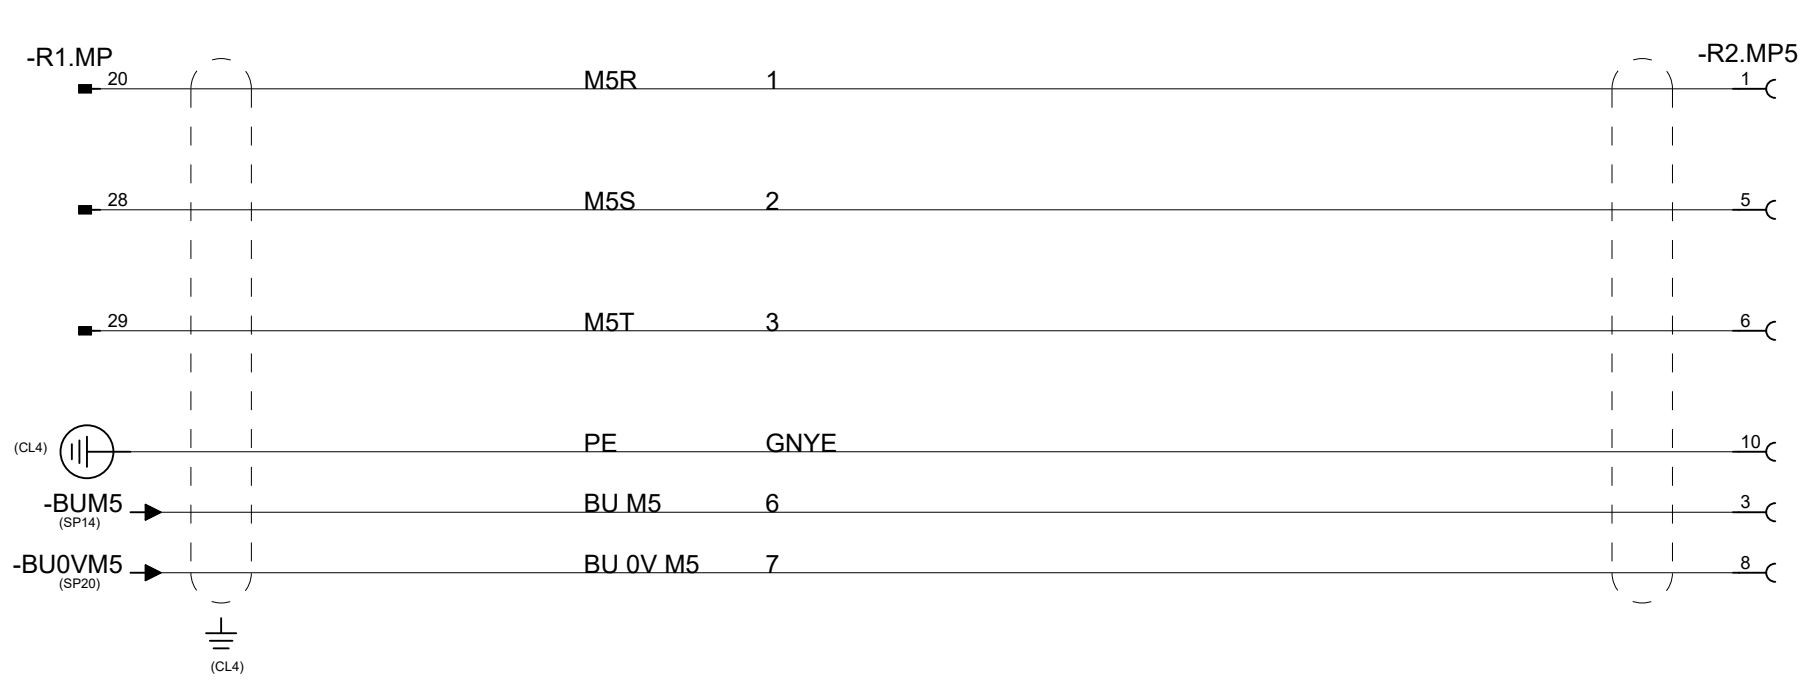 -R1.MP -R2.MP5
20 M5R 1 1
28 M5S 2 5
29 M5T 3 6
(CL4) PE GNYE 10
-BUM5 BU M5 6 3
(SP14)
-BU0VM5 BU 0V M5 7 8
(SP20)
(CL4)